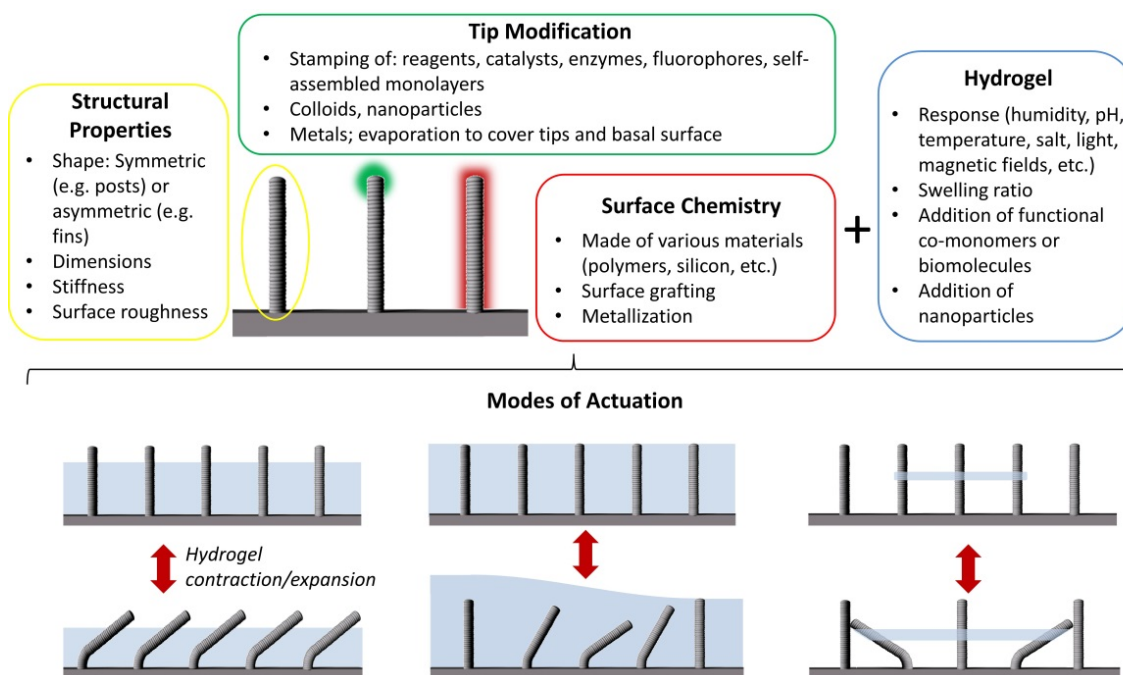 Tip Modification
• Stamping of: reagents, catalysts, enzymes, fluorophores, self-
assembled monolayers
• Colloids, nanoparticles
• Metals; evaporation to cover tips and basal surface
Structural
Properties
• Shape: Symmetric
(e.g. posts) or
asymmetric (e.g.
fins)
• Dimensions
• Stiffness
• Surface roughness
Surface Chemistry
• Made of various materials
(polymers, silicon, etc.)
• Surface grafting
• Metallization
+
Hydrogel
• Response (humidity, pH,
temperature, salt, light,
magnetic fields, etc.)
• Swelling ratio
• Addition of functional
co-monomers or
biomolecules
• Addition of
nanoparticles
Modes of Actuation
Hydrogel
contraction/expansion